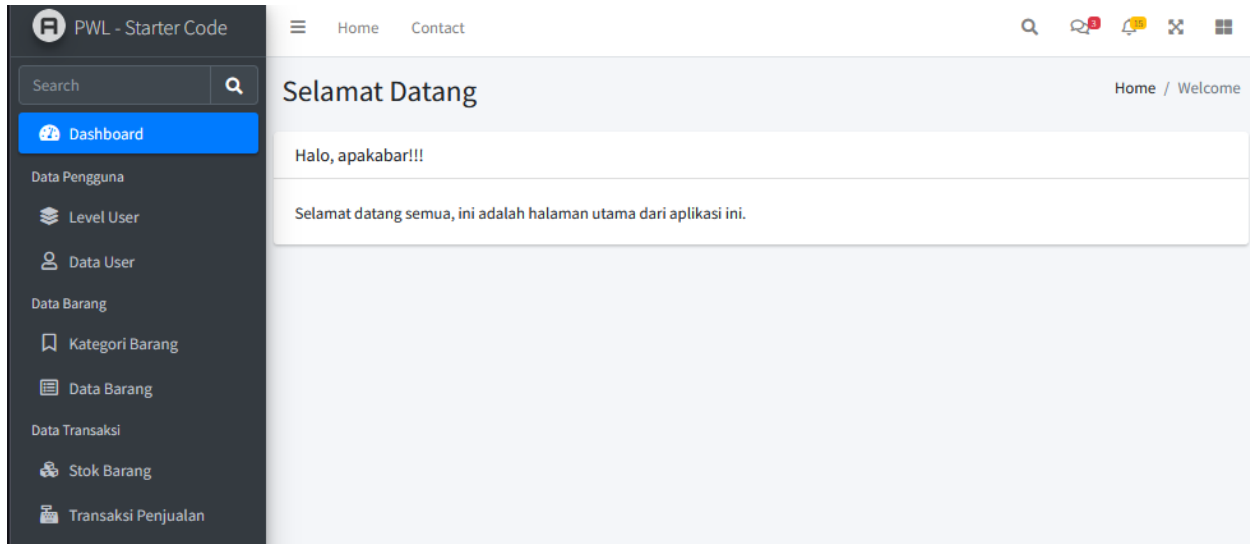 PWL - Starter Code
Home Contact
3
15
Search
Selamat Datang
Home / Welcome
Dashboard
Halo, apakabar!!!
Data Pengguna
Level User
Selamat datang semua, ini adalah halaman utama dari aplikasi ini.
Data User
Data Barang
Kategori Barang
Data Barang
Data Transaksi
Stok Barang
Transaksi Penjualan